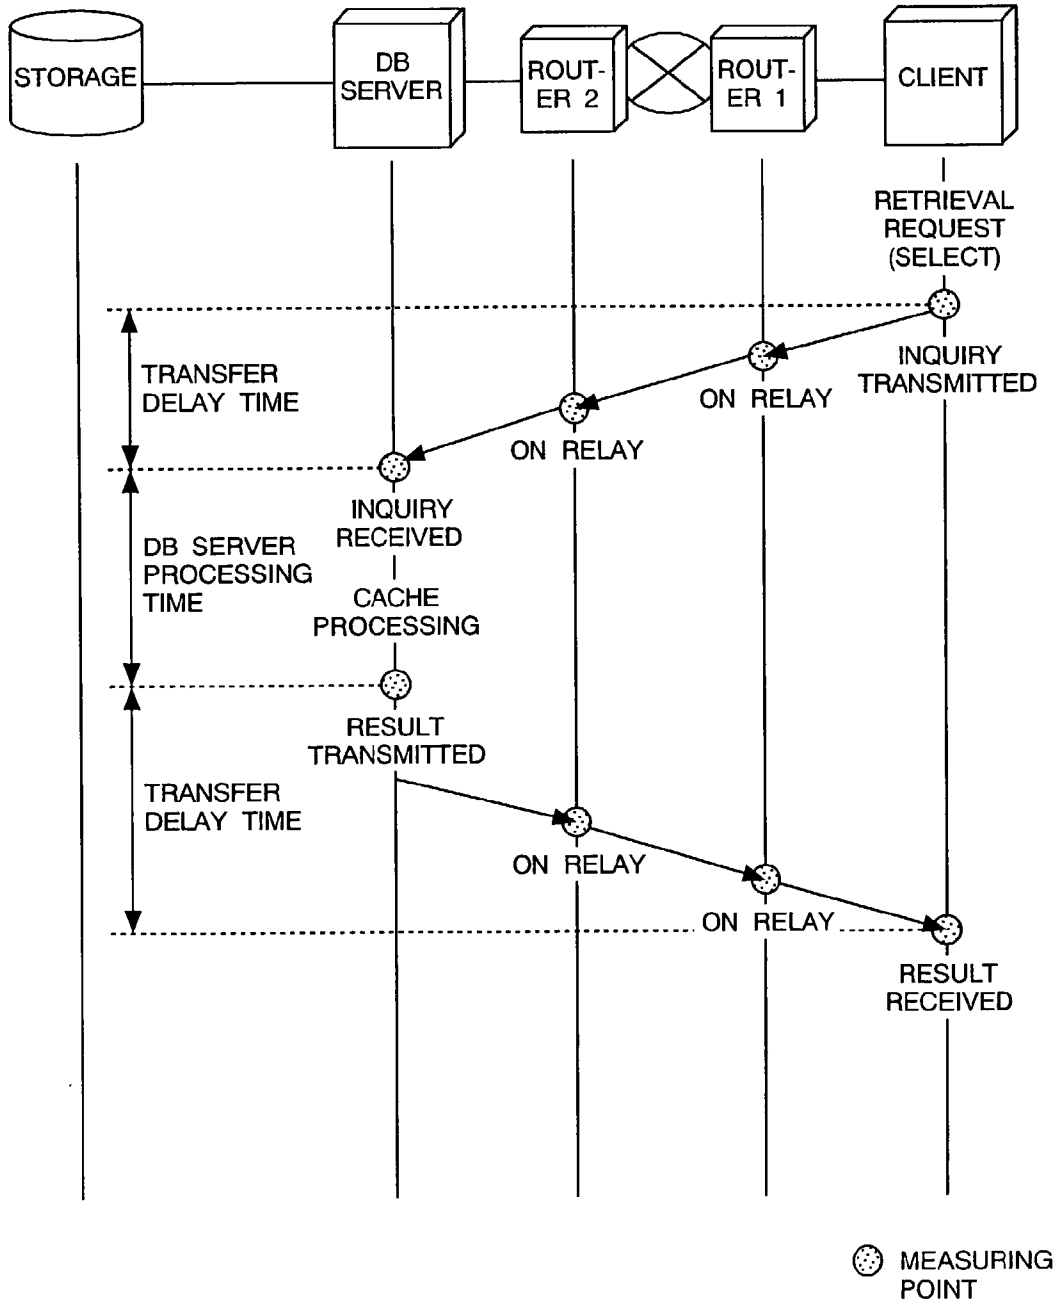 STORAGE
DB
SERVER
ROUT-
ER 2
ROUT-
ER 1
CLIENT
RETRIEVAL
REQUEST
(SELECT)
INQUIRY
TRANSMITTED
ON RELAY
ON RELAY
TRANSFER
DELAY TIME
INQUIRY
RECEIVED
DB SERVER
PROCESSING
TIME
CACHE
PROCESSING
RESULT
TRANSMITTED
TRANSFER
DELAY TIME
ON RELAY
ON RELAY
RESULT
RECEIVED
MEASURING
POINT